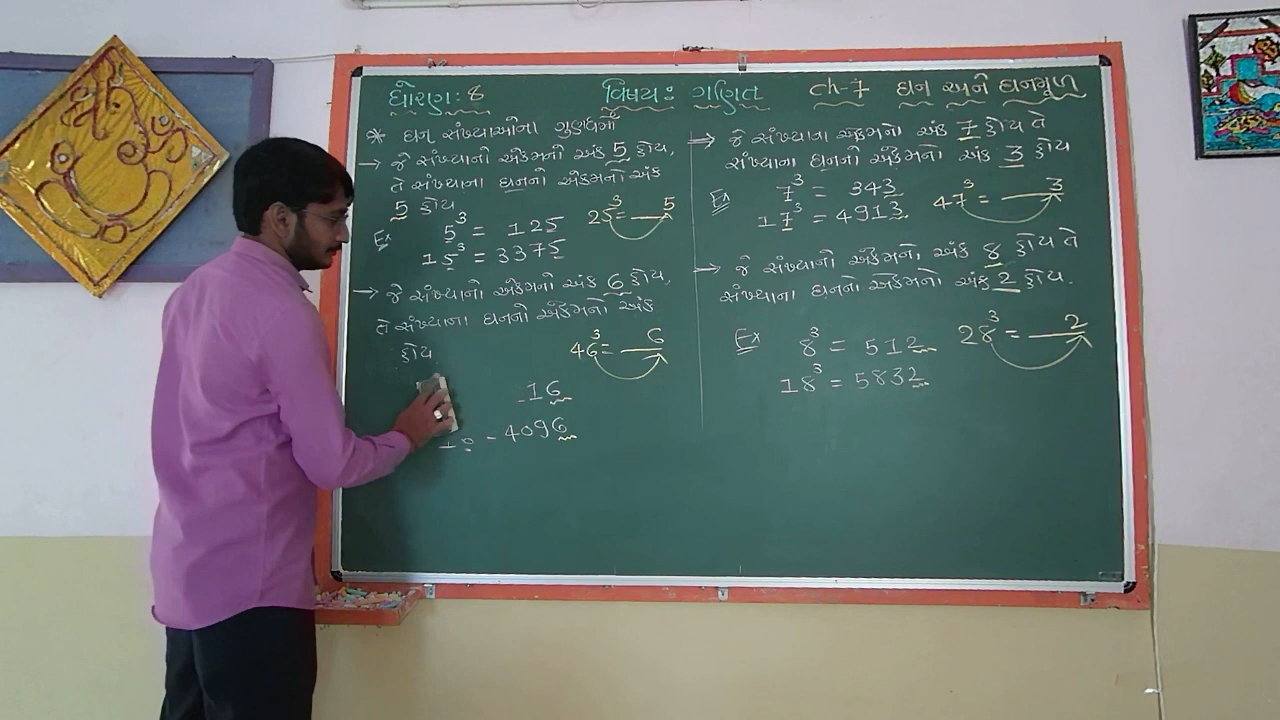 ધોરણ: 8 વિષય: ગણિત ch-7 ઘન અને ઘનમૂળ
* ઘન સંખ્યાઓના ગુણધર્મો
→ જે સંખ્યાનો એકમનો અંક 5 હોય,
તે સંખ્યાના ઘનનો એકમનો અંક
5 હોય.
Ex 5³ = 125 25³ = 5
15³ = 3375
→ જે સંખ્યાનો એકમનો અંક 6 હોય,
તે સંખ્યાના ઘનનો એકમનો અંક
હોય. 46³ = 6
16
4096
⇒ જે સંખ્યાના એકમનો અંક 7 હોય તે
સંખ્યાના ઘનનો એકમનો અંક 3 હોય
Ex 7³ = 343 47³ = 3
17³ = 4913
→ જે સંખ્યાનો એકમનો અંક 8 હોય તે
સંખ્યાના ઘનનો એકમનો અંક 2 હોય.
Ex 8³ = 512 28³ = 2
18³ = 5832